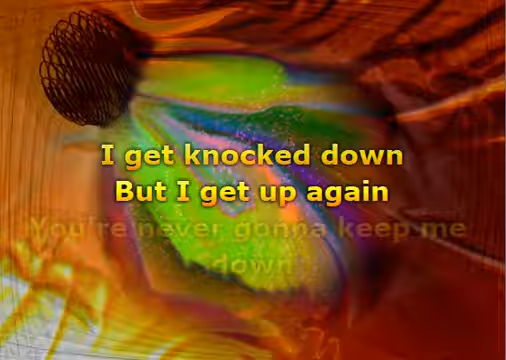 I get knocked down
But I get up again
You're never gonna keep me
down